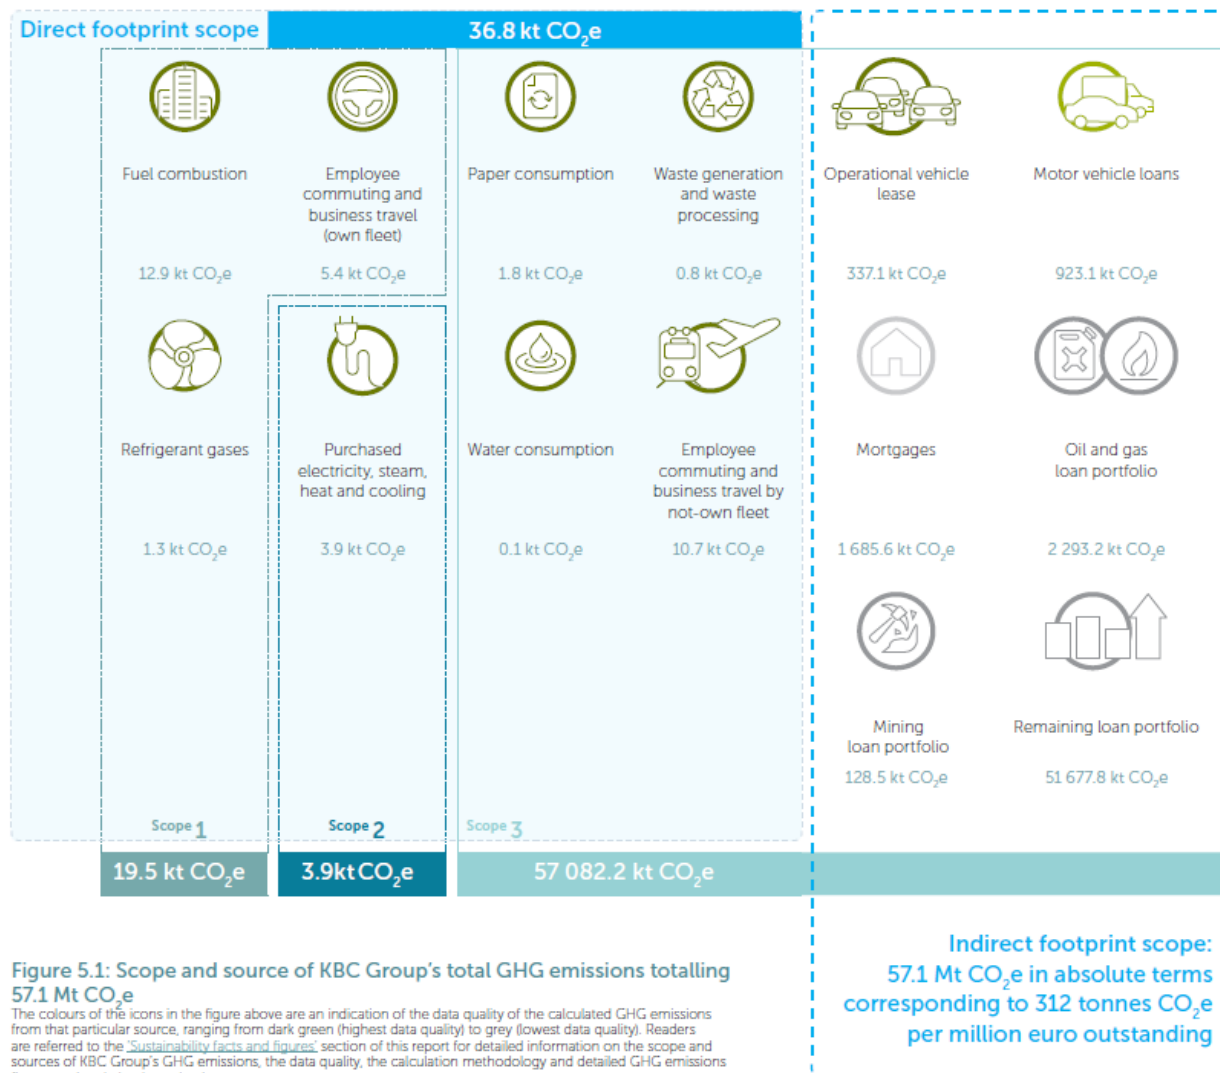 Direct footprint scope
36.8 kt CO₂e
Fuel combustion
12.9 kt CO₂e
Employee
commuting and
business travel
(own fleet)
5.4 kt CO₂e
Paper consumption
1.8 kt CO₂e
Waste generation
and waste
processing
0.8 kt CO₂e
Operational vehicle
lease
337.1 kt CO₂e
Motor vehicle loans
923.1 kt CO₂e
Refrigerant gases
1.3 kt CO₂e
Purchased
electricity, steam,
heat and cooling
3.9 kt CO₂e
Water consumption
0.1 kt CO₂e
Employee
commuting and
business travel by
not-own fleet
10.7 kt CO₂e
Mortgages
1 685.6 kt CO₂e
Oil and gas
loan portfolio
2 293.2 kt CO₂e
Mining
loan portfolio
128.5 kt CO₂e
Remaining loan portfolio
51 677.8 kt CO₂e
Scope 1
Scope 2
Scope 3
19.5 kt CO₂e
3.9kt CO₂e
57 082.2 kt CO₂e
Figure 5.1: Scope and source of KBC Group's total GHG emissions totalling
57.1 Mt CO₂e
The colours of the icons in the figure above are an indication of the data quality of the calculated GHG emissions
from that particular source, ranging from dark green (highest data quality) to grey (lowest data quality). Readers
are referred to the 'Sustainability facts and figures' section of this report for detailed information on the scope and
sources of KBC Group's GHG emissions, the data quality, the calculation methodology and detailed GHG emissions
Indirect footprint scope:
57.1 Mt CO₂e in absolute terms
corresponding to 312 tonnes CO₂e
per million euro outstanding